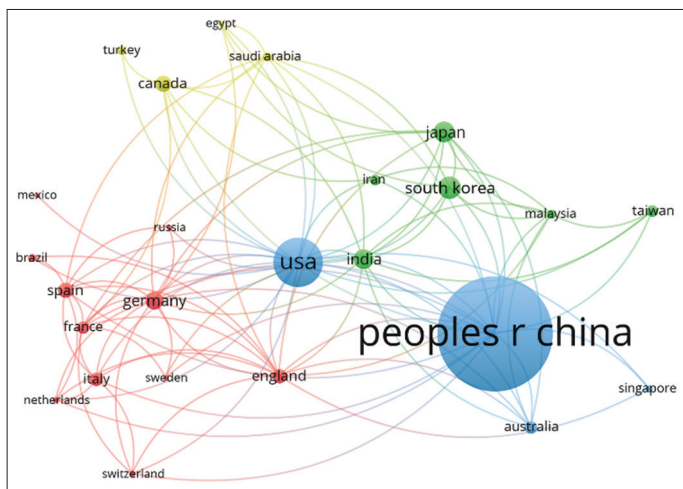 egypt
turkey
saudi arabia
canada
japan
iran
south korea
mexico
malaysia
taiwan
russia
brazil
usa
india
spain
germany
france
peoples r china
italy
sweden
england
singapore
netherlands
australia
switzerland